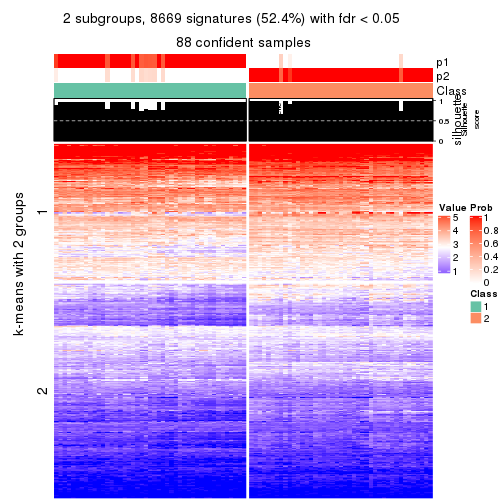 2 subgroups, 8669 signatures (52.4%) with fdr < 0.05
88 confident samples
p1
p2
Class
1
0.5
0
silhouette
Silhouette
score
k-means with 2 groups
1
2
Value
5
4
3
2
1
Prob
1
0.8
0.6
0.4
0.2
0
Class
1
2